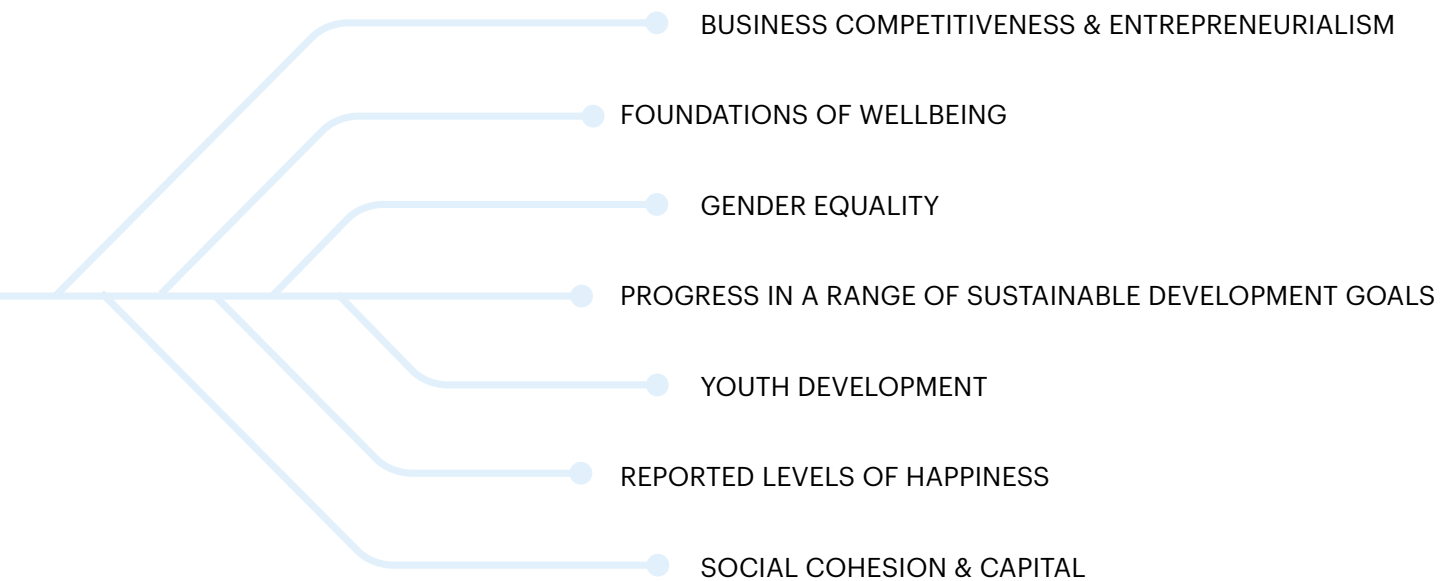 BUSINESS COMPETITIVENESS & ENTREPRENEURIALISM
FOUNDATIONS OF WELLBEING
GENDER EQUALITY
PROGRESS IN A RANGE OF SUSTAINABLE DEVELOPMENT GOALS
YOUTH DEVELOPMENT
REPORTED LEVELS OF HAPPINESS
SOCIAL COHESION & CAPITAL